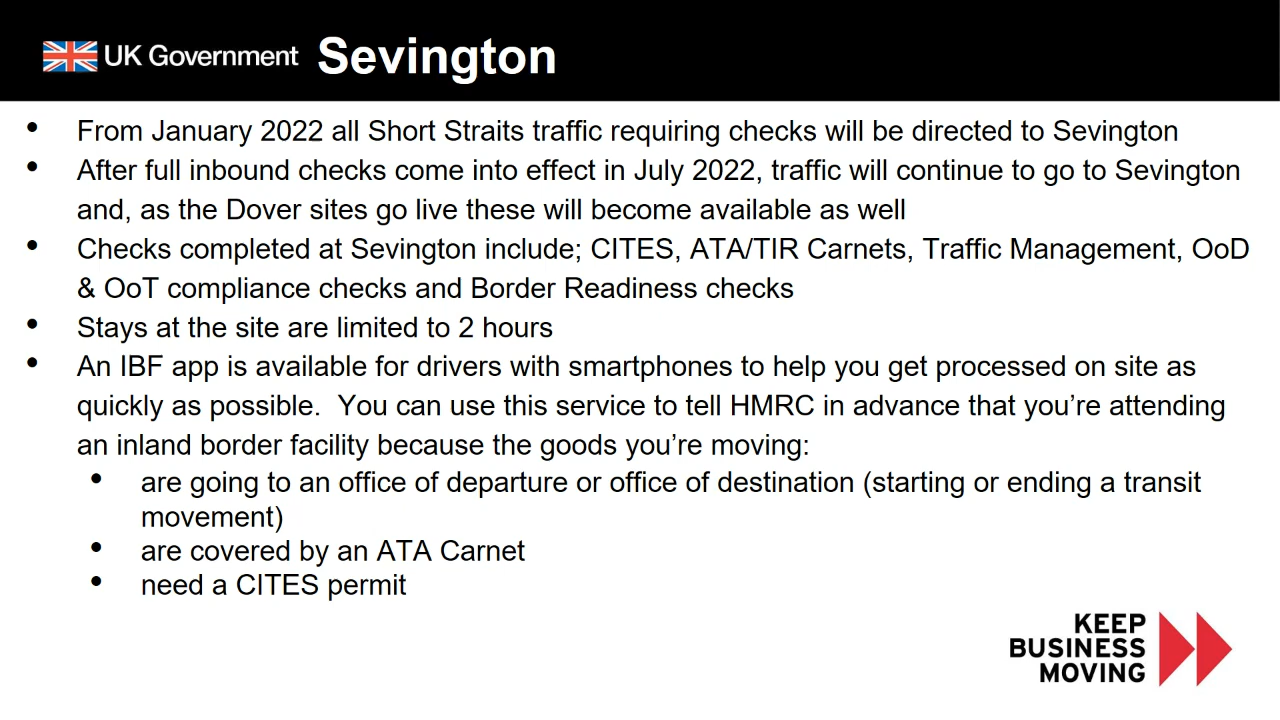 UK Government Sevington
• From January 2022 all Short Straits traffic requiring checks will be directed to Sevington
• After full inbound checks come into effect in July 2022, traffic will continue to go to Sevington
and, as the Dover sites go live these will become available as well
• Checks completed at Sevington include; CITES, ATA/TIR Carnets, Traffic Management, OoD
& OoT compliance checks and Border Readiness checks
• Stays at the site are limited to 2 hours
• An IBF app is available for drivers with smartphones to help you get processed on site as
quickly as possible.  You can use this service to tell HMRC in advance that you’re attending
an inland border facility because the goods you’re moving:
• are going to an office of departure or office of destination (starting or ending a transit
movement)
• are covered by an ATA Carnet
• need a CITES permit
KEEP
BUSINESS
MOVING